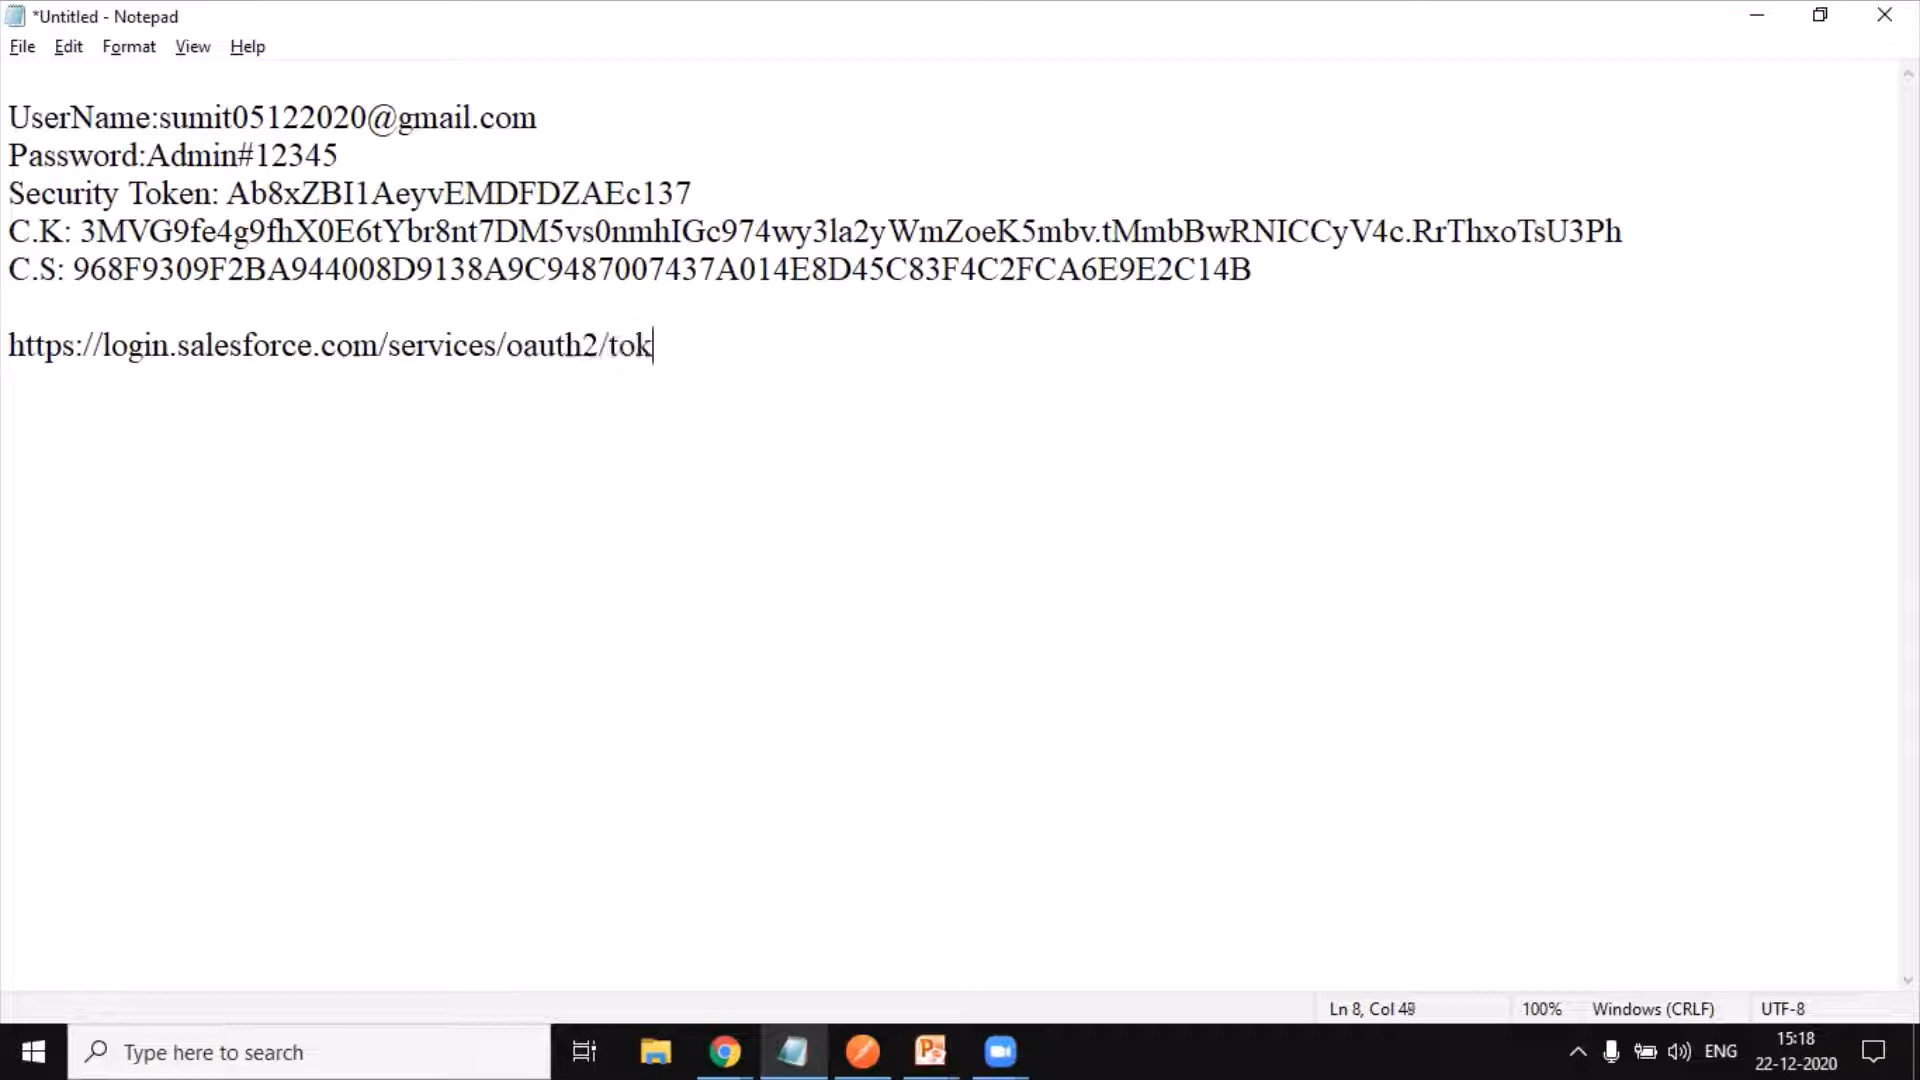 *Untitled - Notepad
File Edit Format View Help
UserName:sumit05122020@gmail.com
Password:Admin#12345
Security Token: Ab8xZBI1AeyvEMDFDZAEc137
C.K: 3MVG9fe4g9fhX0E6tYbr8nt7DM5vs0nmhIGc974wy3la2yWmZoeK5mbv.tMmbBwRNICCyV4c.RrThxoTsU3Ph
C.S: 968F9309F2BA944008D9138A9C9487007437A014E8D45C83F4C2FCA6E9E2C14B
https://login.salesforce.com/services/oauth2/tok
Ln 8, Col 49 100% Windows (CRLF) UTF-8
Type here to search
ENG
15:18
22-12-2020